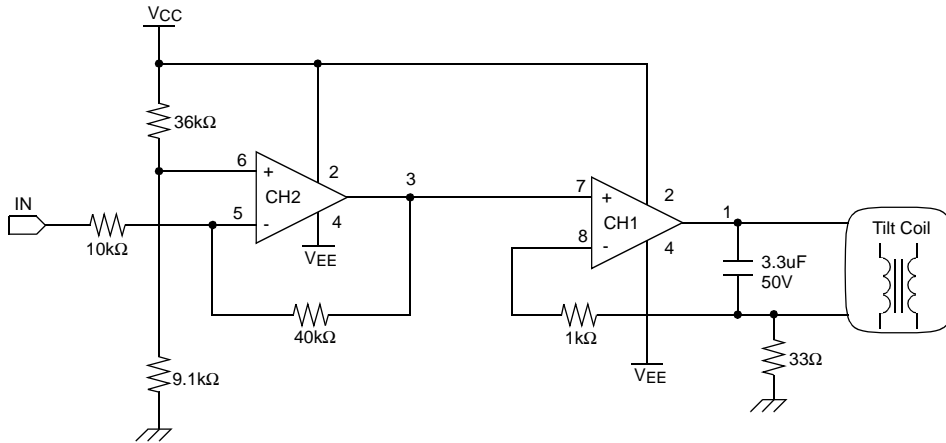 VCC
36kΩ
6
+
2
3
7
+
2
1
IN
CH2
CH1
Tilt Coil
5
-
4
8
-
4
10kΩ
VEE
3.3uF
50V
40kΩ
1kΩ
9.1kΩ
VEE
33Ω